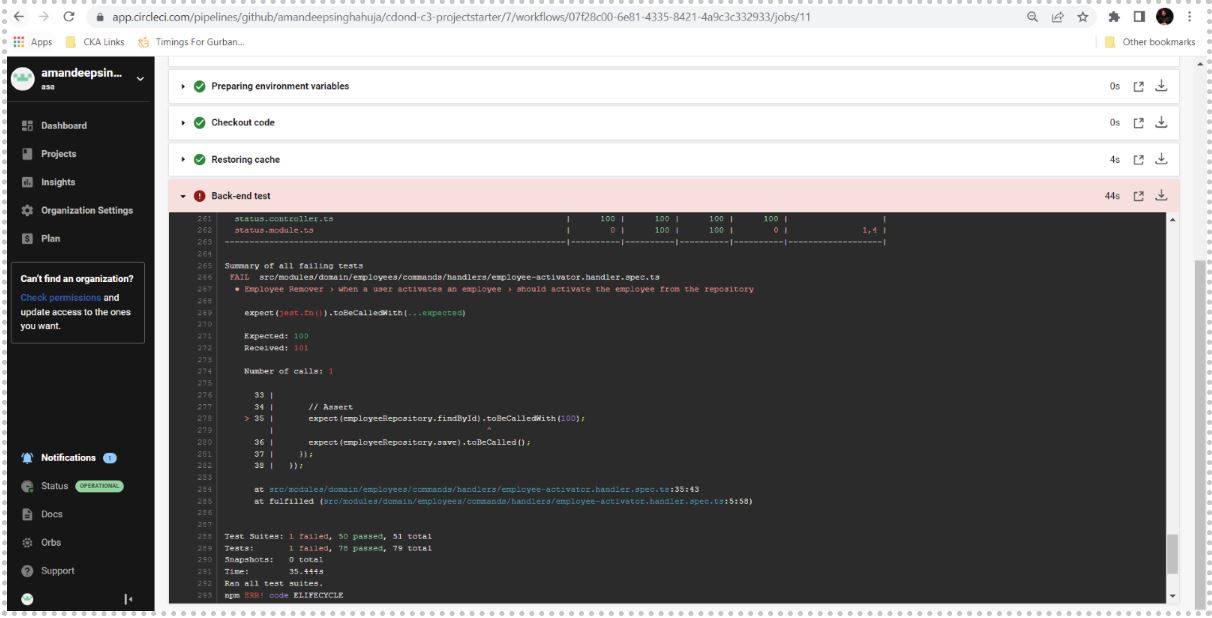 app.circleci.com/pipelines/github/amandeepsinghahuja/cdond-c3-projectstarter/7/workflows/07f28c00-6e81-4335-8421-4a9c3c332933/jobs/11
Apps CKA Links Timings For Gurban... Other bookmarks
amandeepsin...
asa
Dashboard
Projects
Insights
Organization Settings
Plan
Can't find an organization?
Check permissions and
update access to the ones
you want.
Notifications 1
Status OPERATIONAL
Docs
Orbs
Support
Preparing environment variables 0s
Checkout code 0s
Restoring cache 4s
Back-end test 44s
261 status.controller.ts | 100 | 100 | 100 | 100 | |
262 status.module.ts | 0 | 100 | 100 | 0 | 1,4 |
263 -----------------------------------------------------------------|----------|----------|----------|----------|-------------------|
264
265 Summary of all failing tests
266 FAIL src/modules/domain/employees/commands/handlers/employee-activator.handler.spec.ts
267 ● Employee Remover › when a user activates an employee › should activate the employee from the repository
268
269 expect(jest.fn()).toBeCalledWith(...expected)
270
271 Expected: 100
272 Received: 101
273
274 Number of calls: 1
275
276 33 |
277 34 | // Assert
278 > 35 | expect(employeeRepository.findById).toBeCalledWith(100);
279 | ^
280 36 | expect(employeeRepository.save).toBeCalled();
281 37 | });
282 38 | });
283
284 at src/modules/domain/employees/commands/handlers/employee-activator.handler.spec.ts:35:43
285 at fulfilled (src/modules/domain/employees/commands/handlers/employee-activator.handler.spec.ts:5:58)
286
287
288 Test Suites: 1 failed, 50 passed, 51 total
289 Tests: 1 failed, 78 passed, 79 total
290 Snapshots: 0 total
291 Time: 35.444s
292 Ran all test suites.
293 npm ERR! code ELIFECYCLE